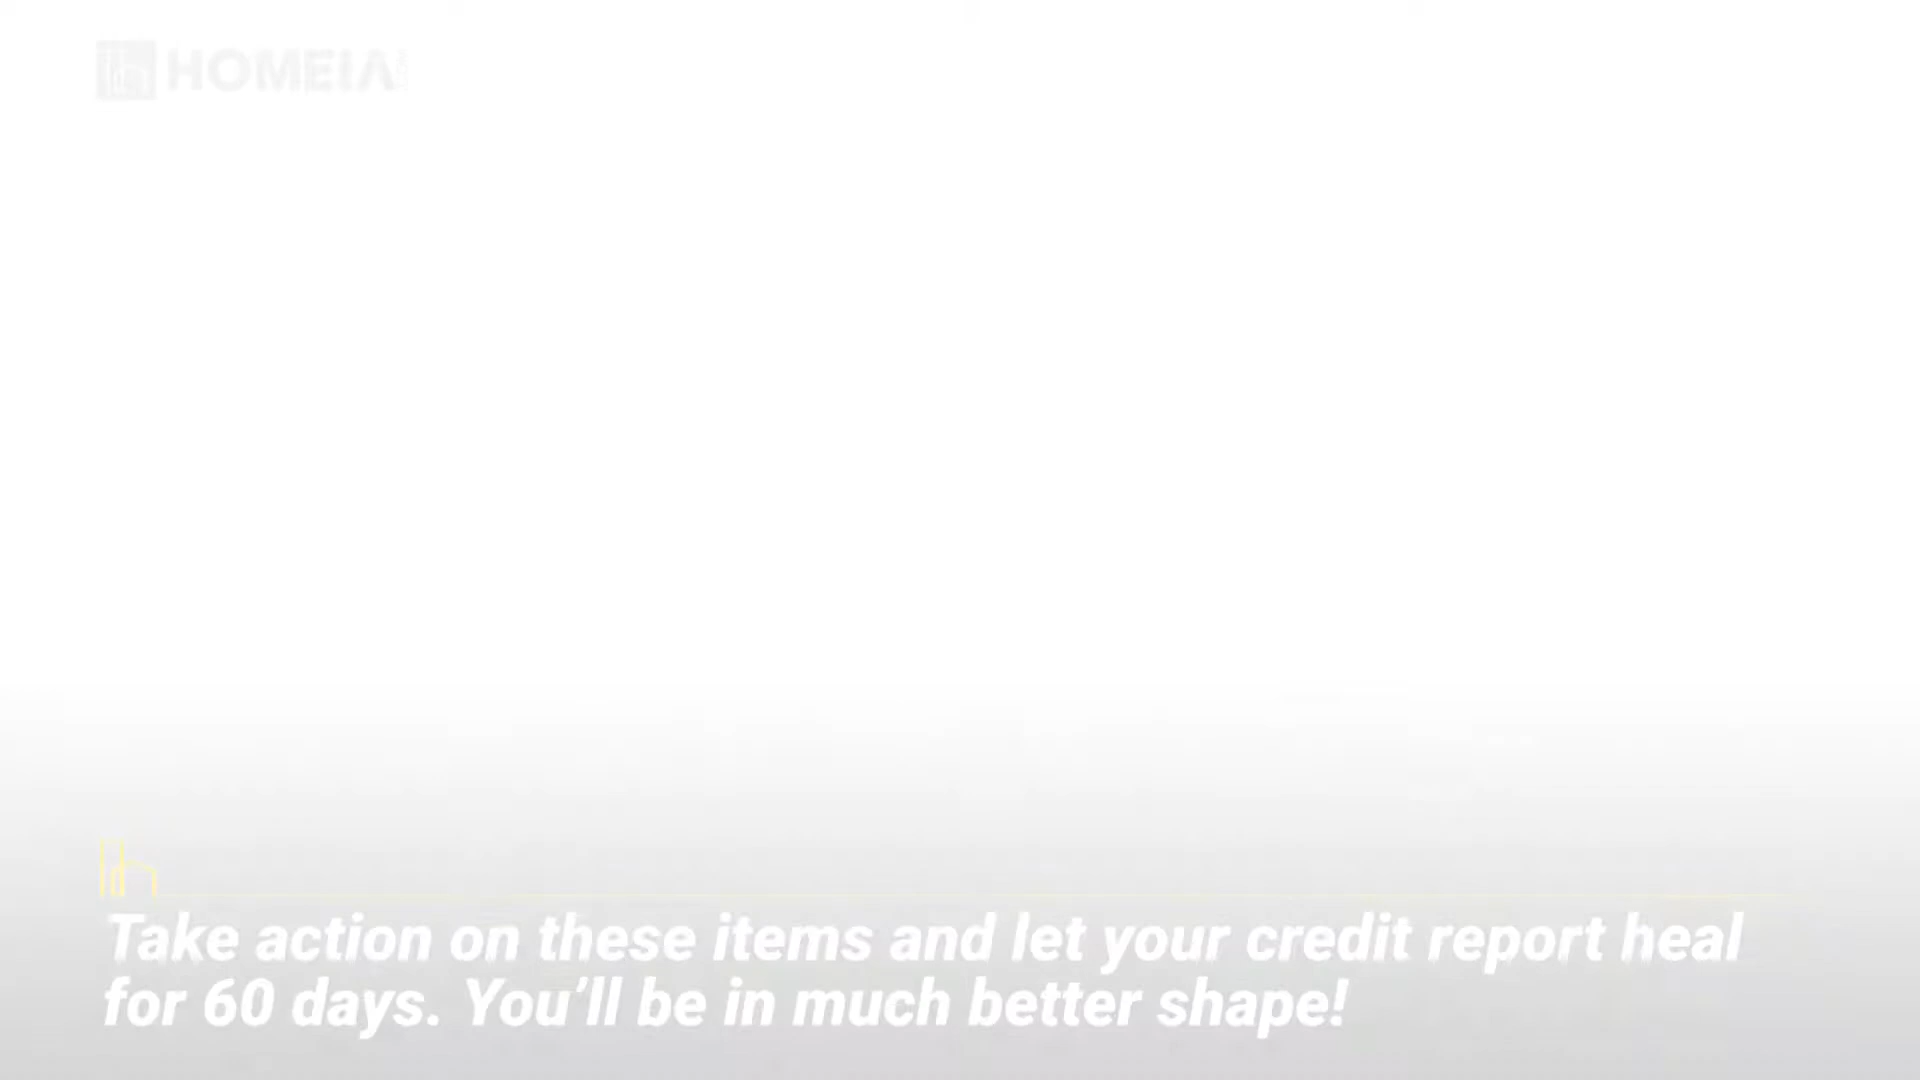 HOMEIA
.COM
Take action on these items and let your credit report heal
for 60 days. You’ll be in much better shape!